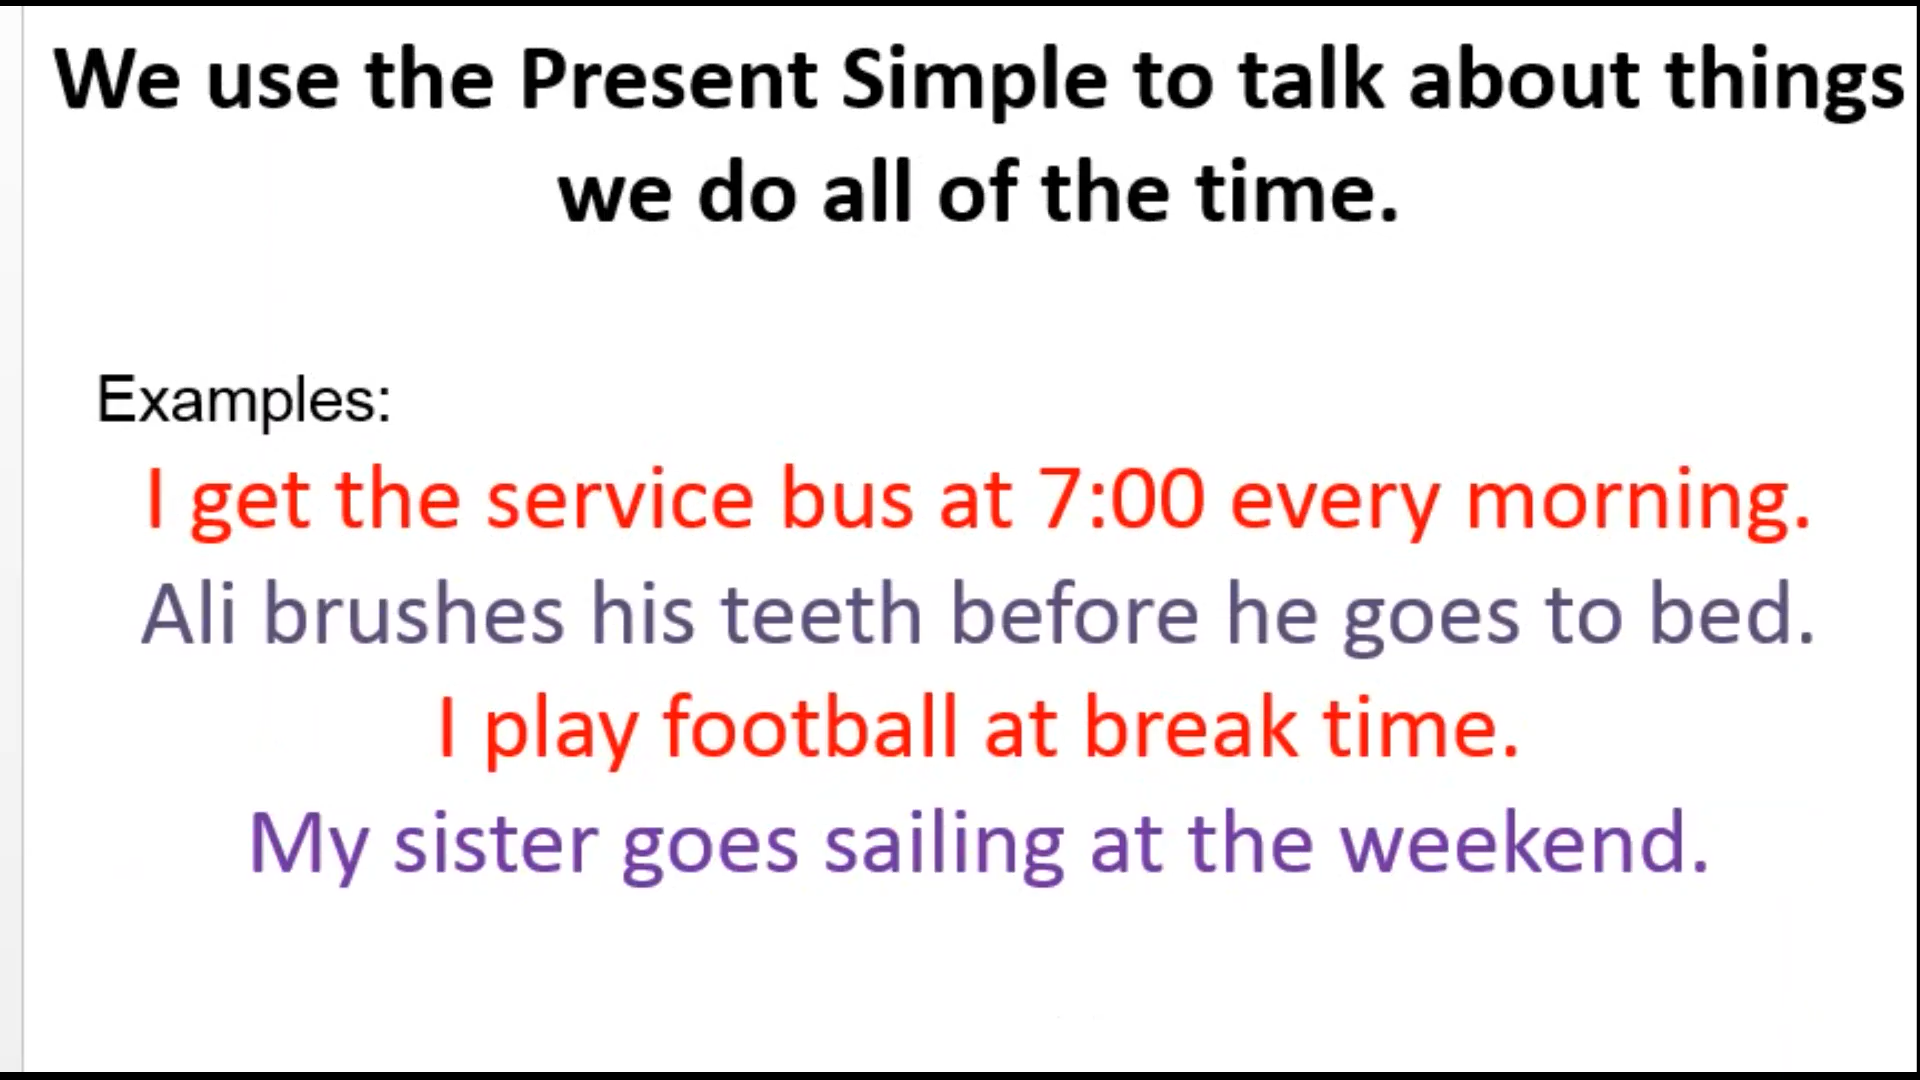 We use the Present Simple to talk about things
we do all of the time.
Examples:
I get the service bus at 7:00 every morning.
Ali brushes his teeth before he goes to bed.
I play football at break time.
My sister goes sailing at the weekend.